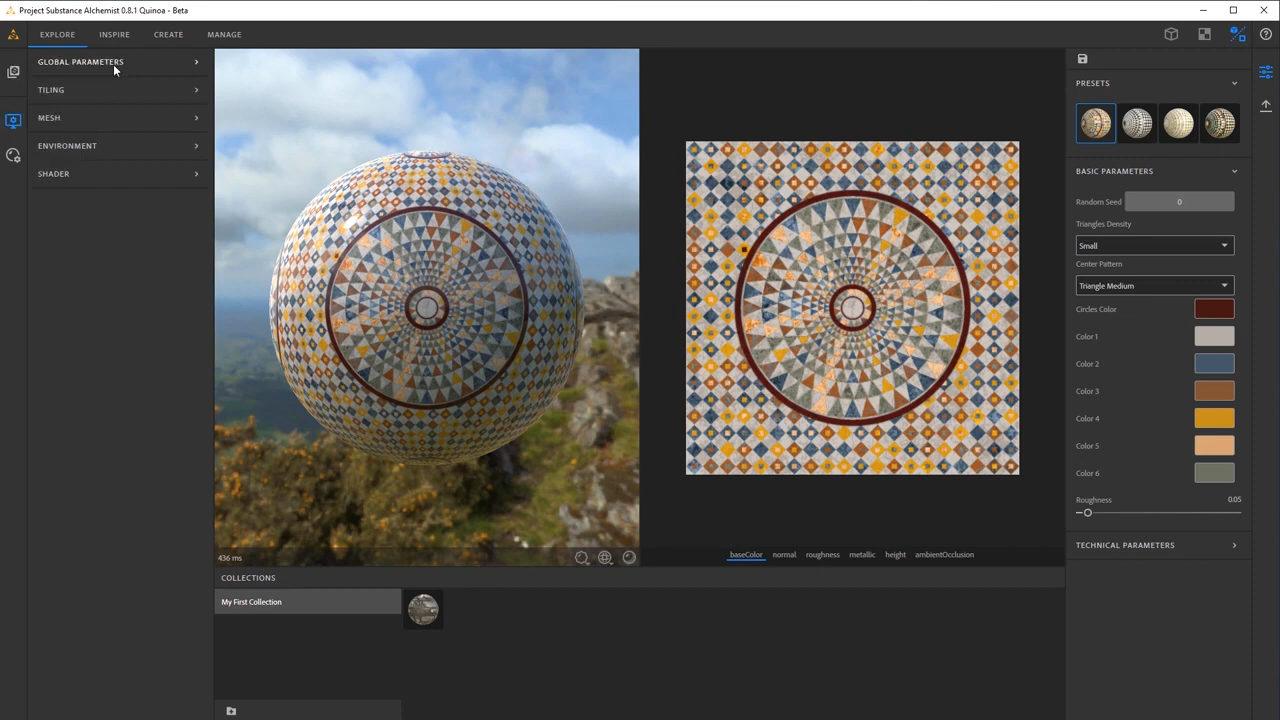 Project Substance Alchemist 0.8.1 Quinoa - Beta
EXPLORE INSPIRE CREATE MANAGE
GLOBAL PARAMETERS
TILING
MESH
ENVIRONMENT
SHADER
436 ms
baseColor normal roughness metallic height ambientOcclusion
COLLECTIONS
My First Collection
PRESETS
BASIC PARAMETERS
Random Seed 0
Triangles Density
Small
Center Pattern
Triangle Medium
Circles Color
Color 1
Color 2
Color 3
Color 4
Color 5
Color 6
Roughness 0.05
TECHNICAL PARAMETERS